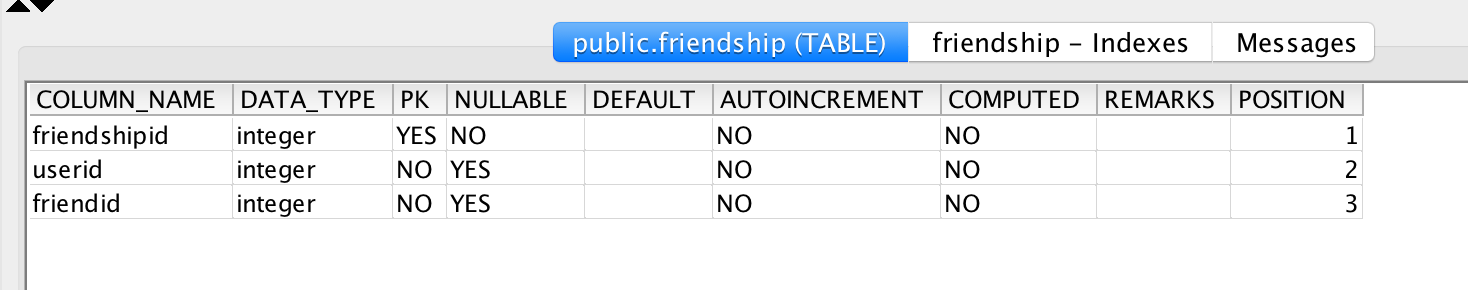 public.friendship (TABLE) friendship – Indexes Messages
COLUMN_NAME DATA_TYPE PK NULLABLE DEFAULT AUTOINCREMENT COMPUTED REMARKS POSITION
friendshipid integer YES NO NO NO 1
userid integer NO YES NO NO 2
friendid integer NO YES NO NO 3